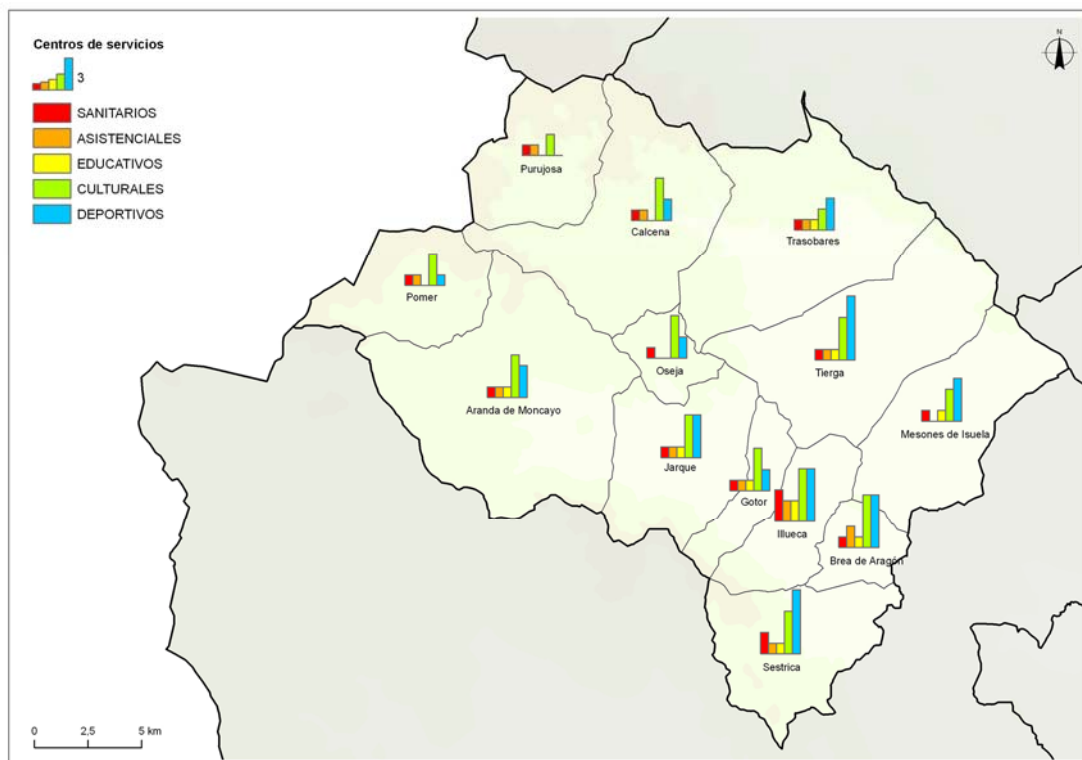 Centros de servicios
3
SANITARIOS
ASISTENCIALES
EDUCATIVOS
CULTURALES
DEPORTIVOS
N
Purujosa
Calcena
Trasobares
Pomer
Oseja
Tierga
Aranda de Moncayo
Mesones de Isuela
Jarque
Gotor
Illueca
Brea de Aragón
Sestrica
0 2,5 5 km